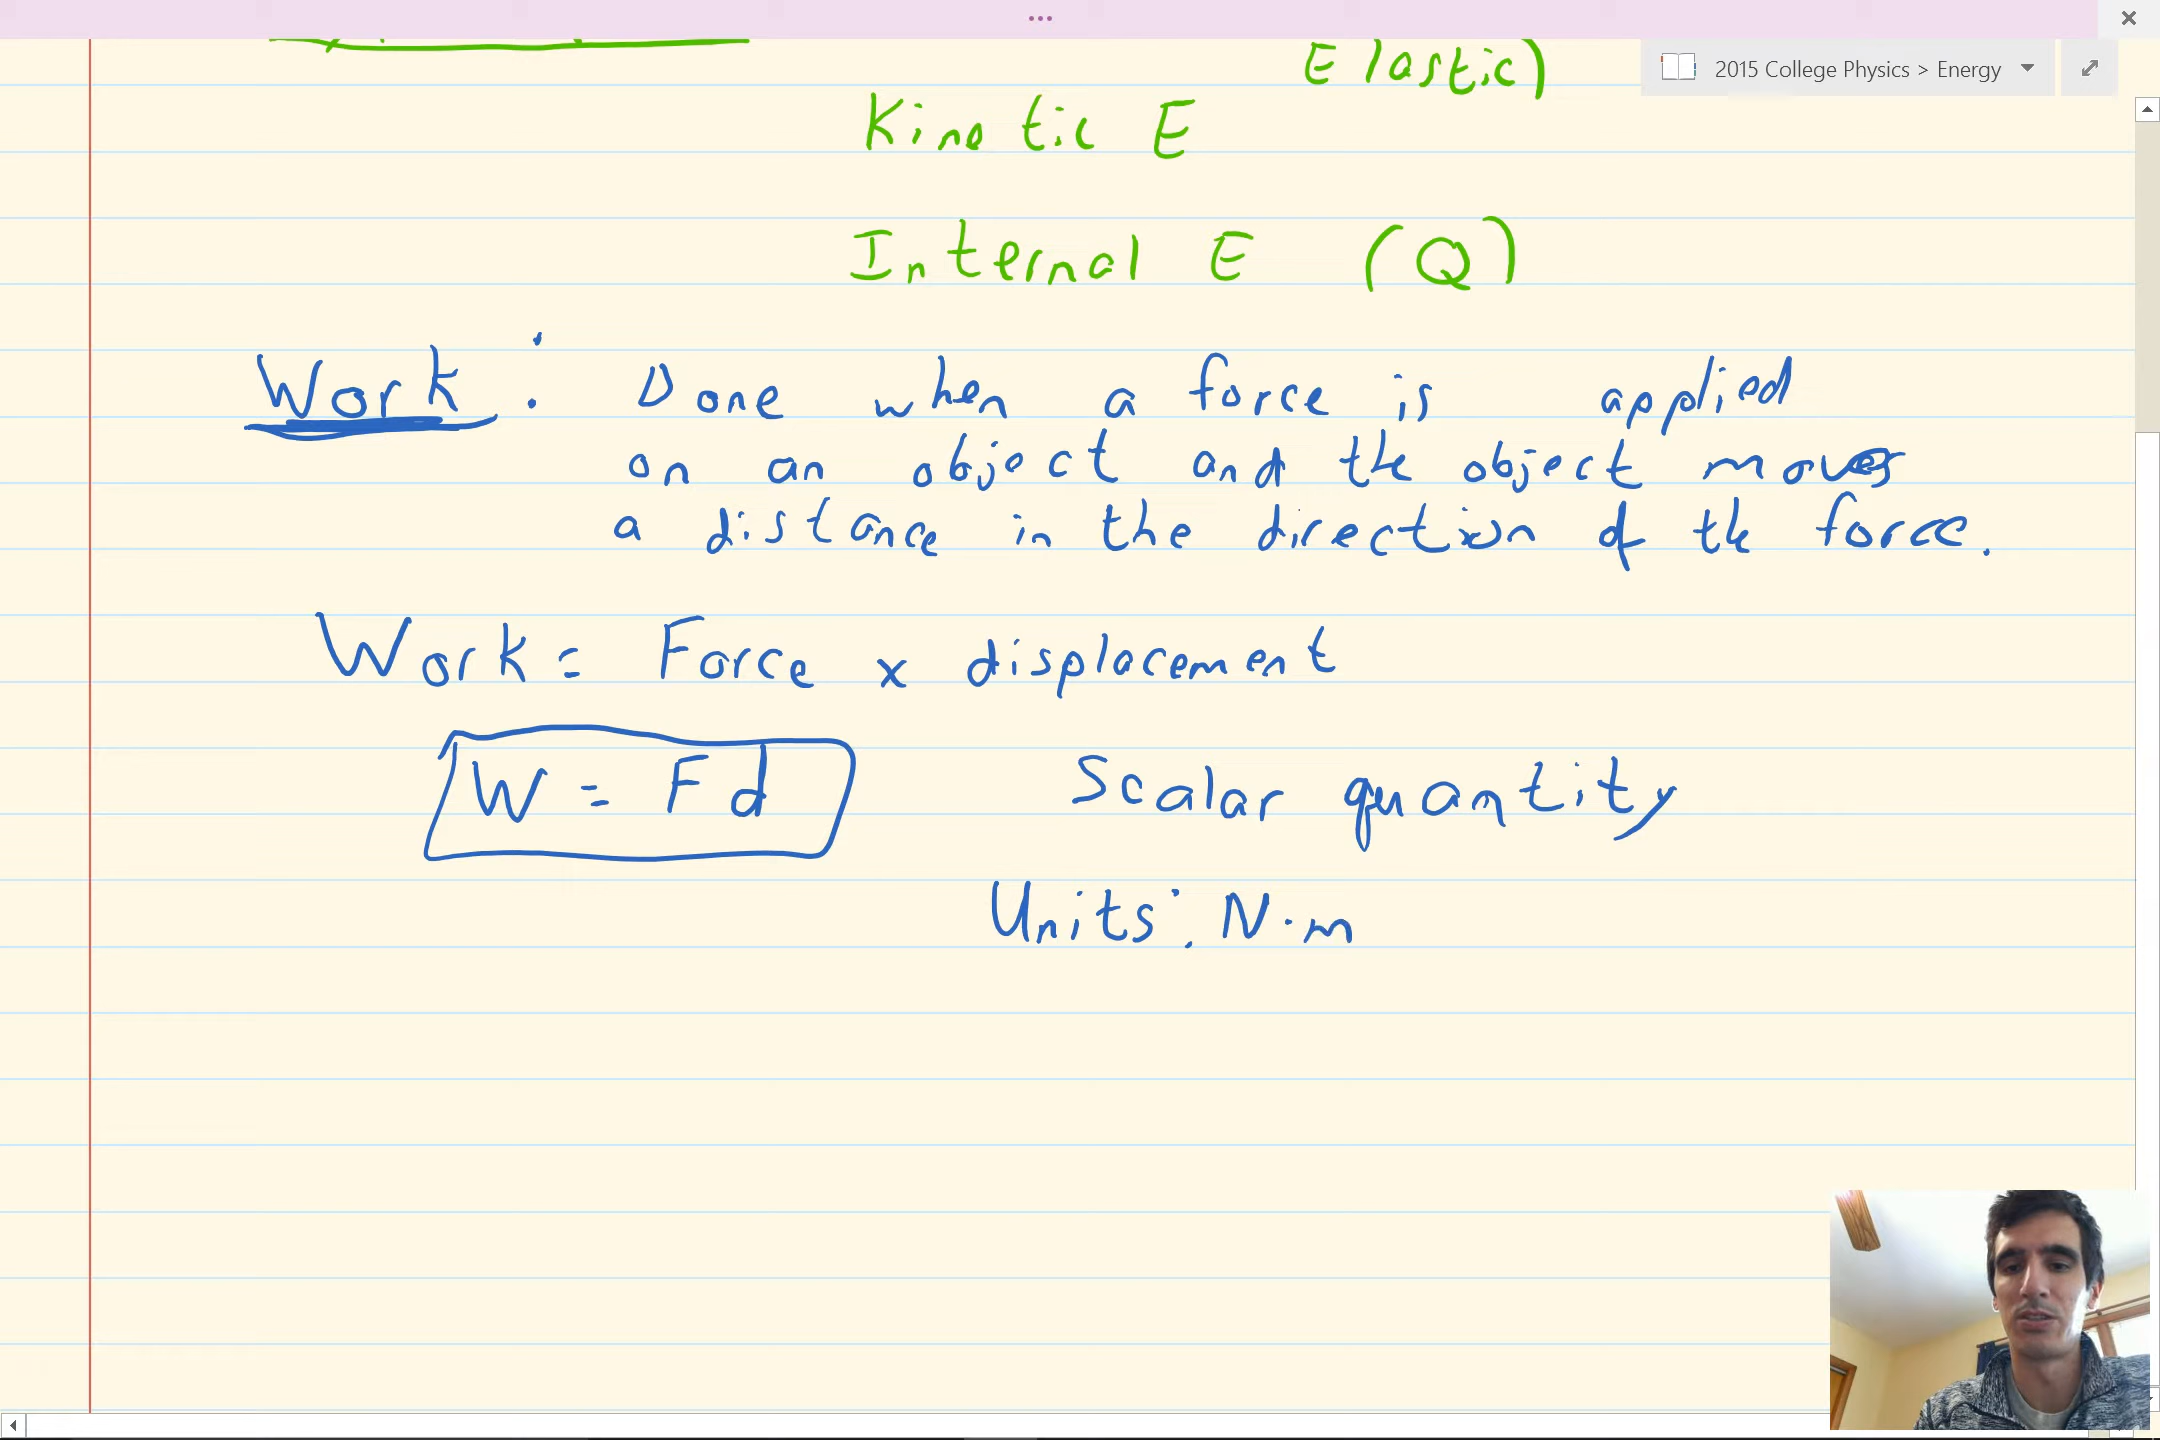 Elastic)
2015 College Physics > Energy
Kinetic E
Internal E (Q)
Work: Done when a force is applied
on an object and the object moves
a distance in the direction of the force.
Work = Force x displacement
W = Fd Scalar quantity
Units: N·m